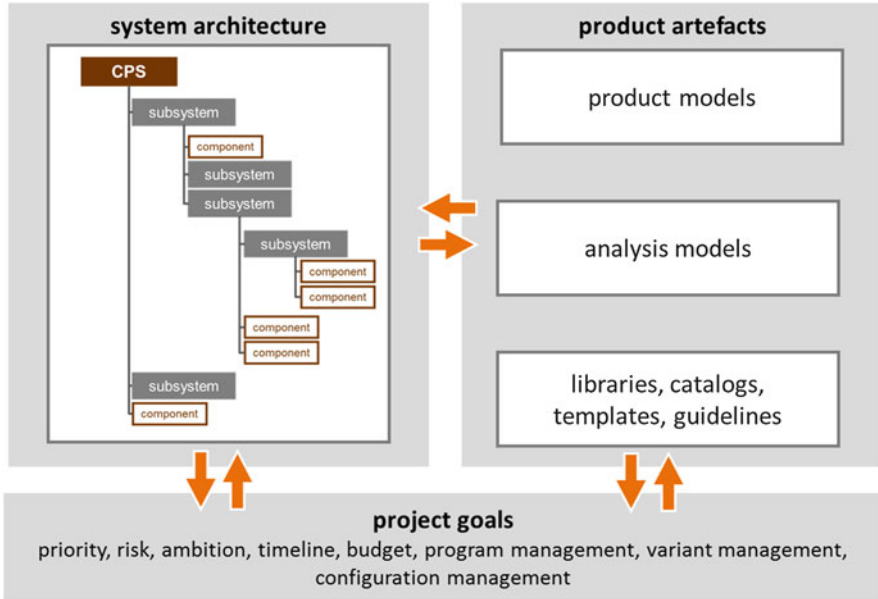 system architecture
CPS
subsystem
component
subsystem
subsystem
subsystem
component
component
component
component
subsystem
component
product artefacts
product models
analysis models
libraries, catalogs,
templates, guidelines
project goals
priority, risk, ambition, timeline, budget, program management, variant management,
configuration management